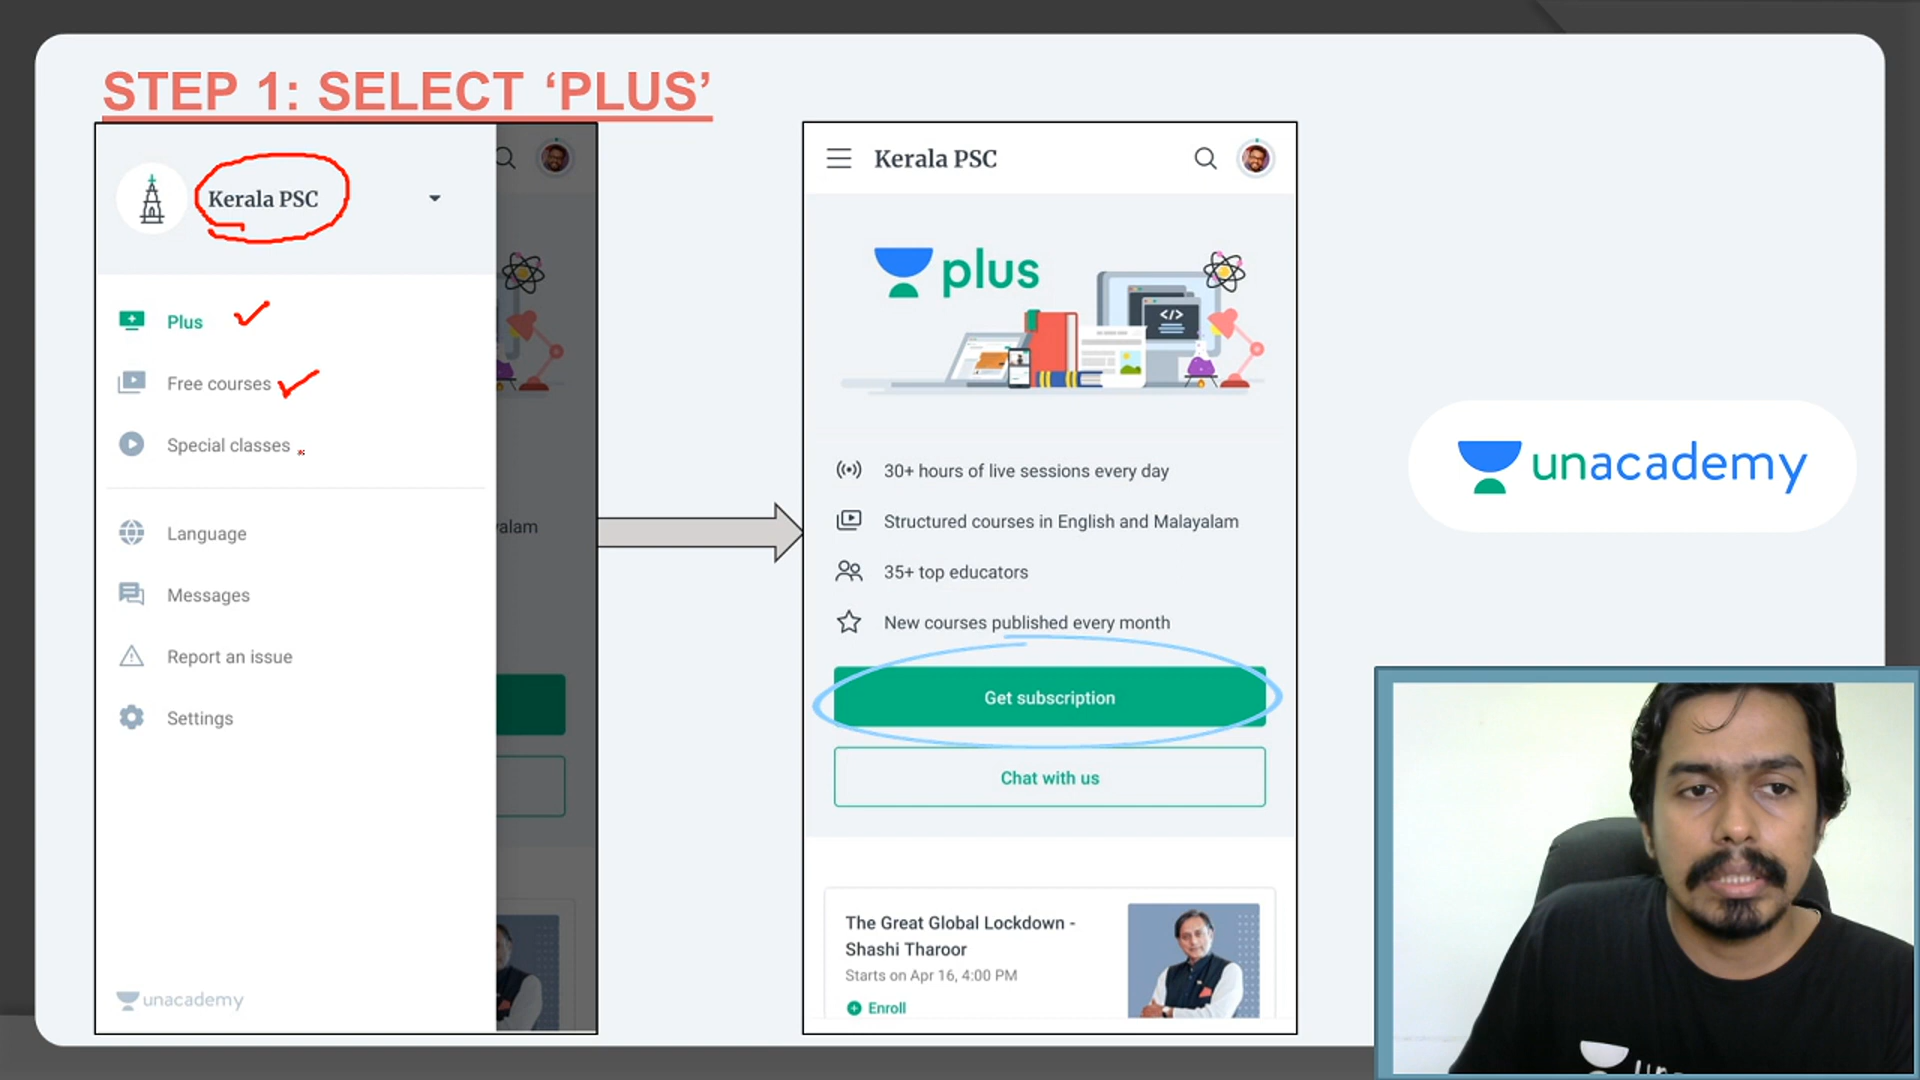 STEP 1: SELECT ‘PLUS’
Kerala PSC
Plus
Free courses
Special classes
Language
Messages
Report an issue
Settings
unacademy
alam
Kerala PSC
plus
</>
30+ hours of live sessions every day
Structured courses in English and Malayalam
35+ top educators
New courses published every month
Get subscription
Chat with us
The Great Global Lockdown -
Shashi Tharoor
Starts on Apr 16, 4:00 PM
Enroll
unacademy